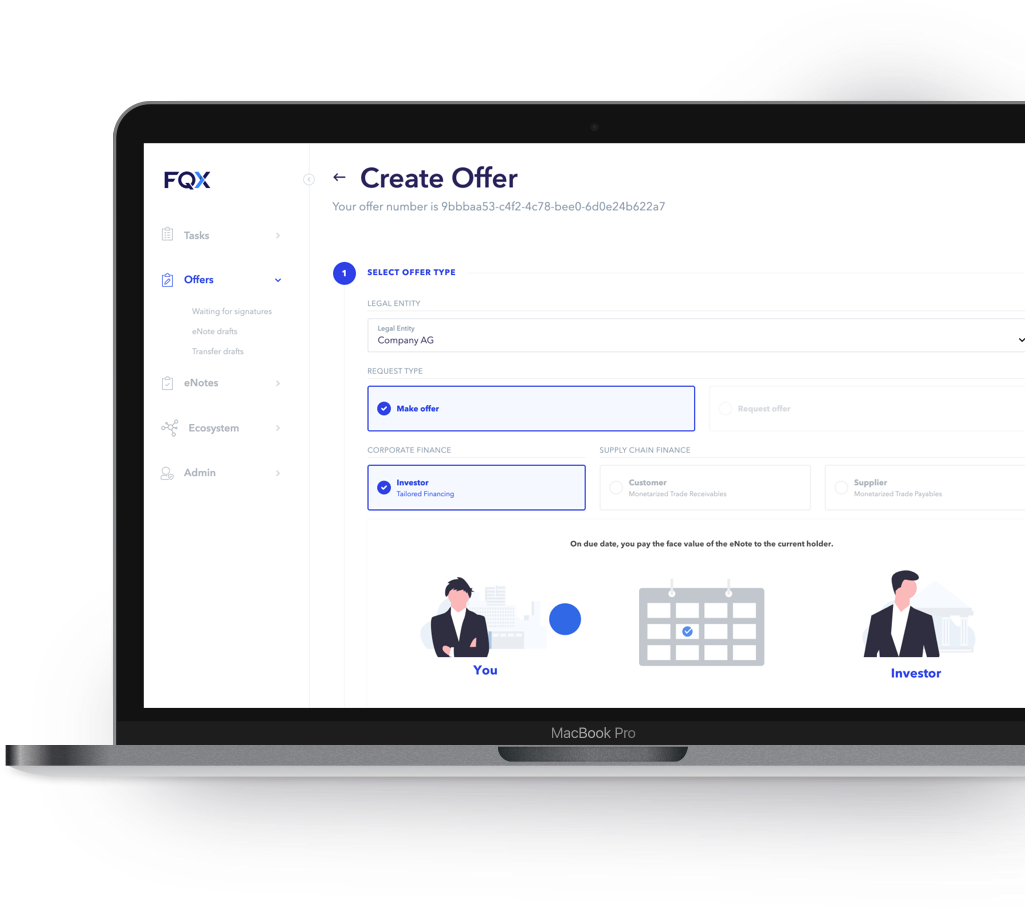 FQX
Tasks
Offers
Waiting for signatures
eNote drafts
Transfer drafts
eNotes
Ecosystem
Admin
Create Offer
Your offer number is 9bbbaa53-c4f2-4c78-bee0-6d0e24b622a7
1 SELECT OFFER TYPE
LEGAL ENTITY
Legal Entity
Company AG
REQUEST TYPE
Make offer
Request offer
CORPORATE FINANCE
SUPPLY CHAIN FINANCE
Investor
Tailored Financing
Customer
Monetarized Trade Receivables
Supplier
Monetarized Trade Payables
On due date, you pay the face value of the eNote to the current holder.
You
Investor
MacBook Pro